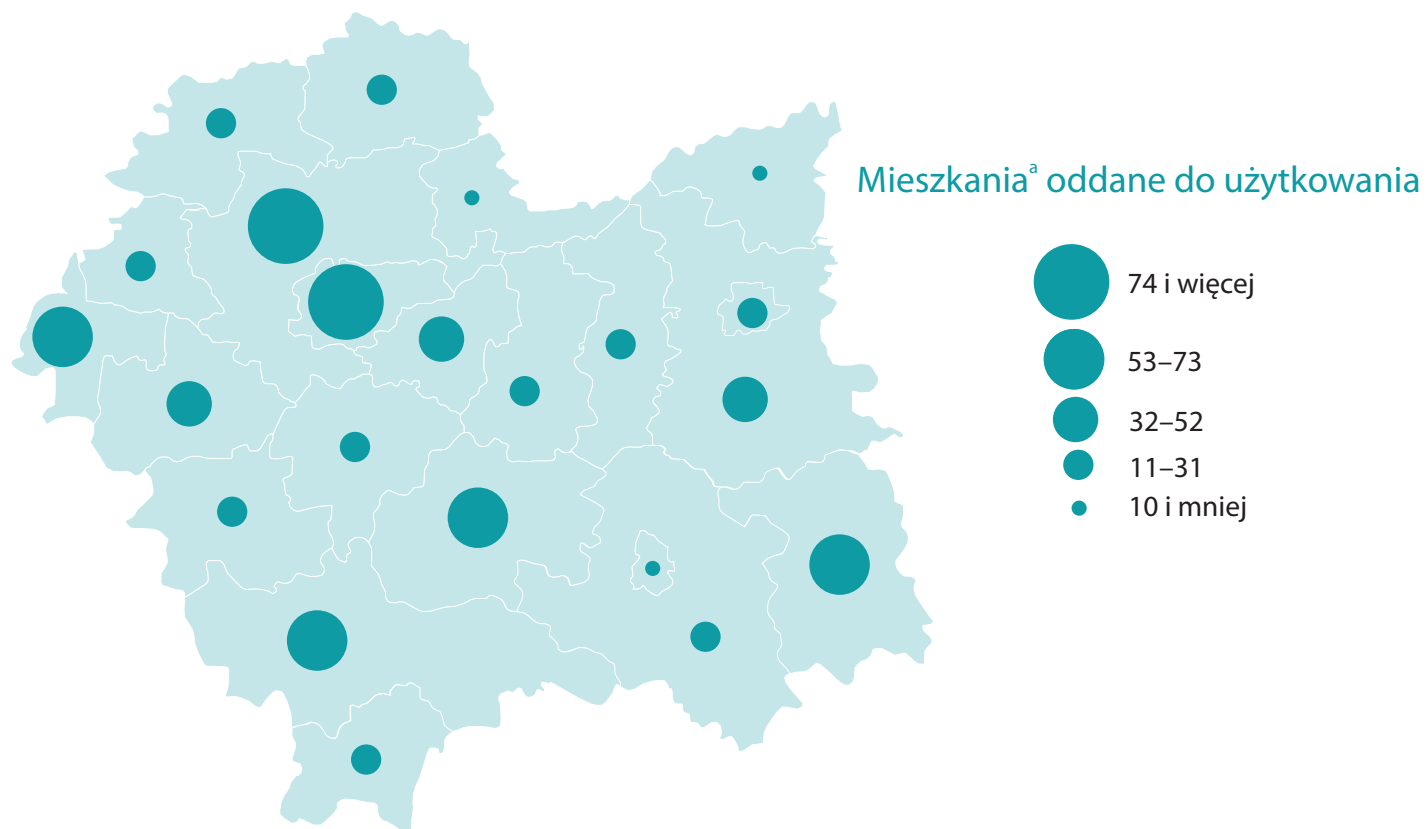 Mieszkaniaᵃ oddane do użytkowania
74 i więcej
53–73
32–52
11–31
10 i mniej